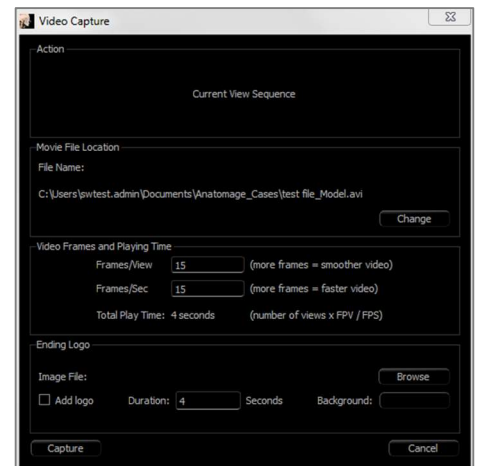 Video Capture
Action
Current View Sequence
Movie File Location
File Name:
C:\Users\swtest.admin\Documents\Anatomage_Cases\test file_Model.avi
Change
Video Frames and Playing Time
Frames/View 15 (more frames = smoother video)
Frames/Sec 15 (more frames = faster video)
Total Play Time: 4 seconds (number of views x FPV / FPS)
Ending Logo
Image File: Browse
Add logo Duration: 4 Seconds Background:
Capture Cancel